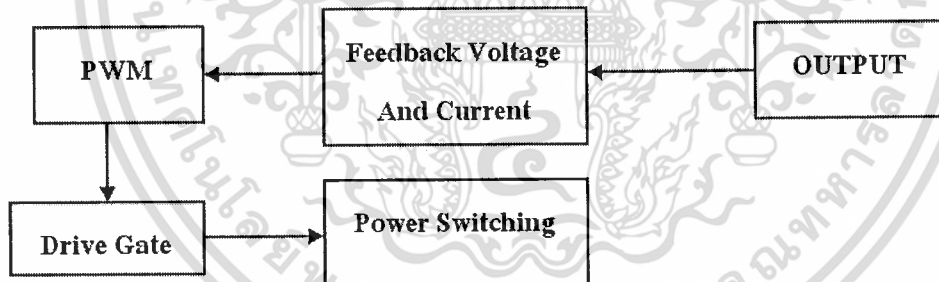 PWM
Feedback Voltage
And Current
OUTPUT
Drive Gate
Power Switching